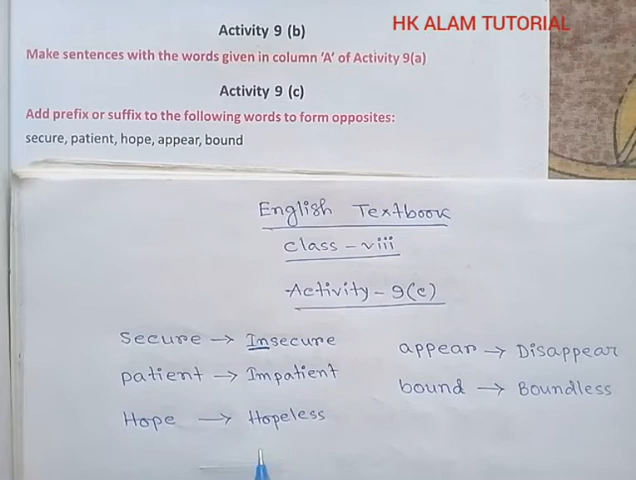 Activity 9 (b)
HK ALAM TUTORIAL
Make sentences with the words given in column 'A' of Activity 9(a)
Activity 9 (c)
Add prefix or suffix to the following words to form opposites:
secure, patient, hope, appear, bound
English Textbook
Class - viii
Activity - 9(c)
Secure → Insecure
patient → Impatient
Hope → Hopeless
appear → Disappear
bound → Boundless